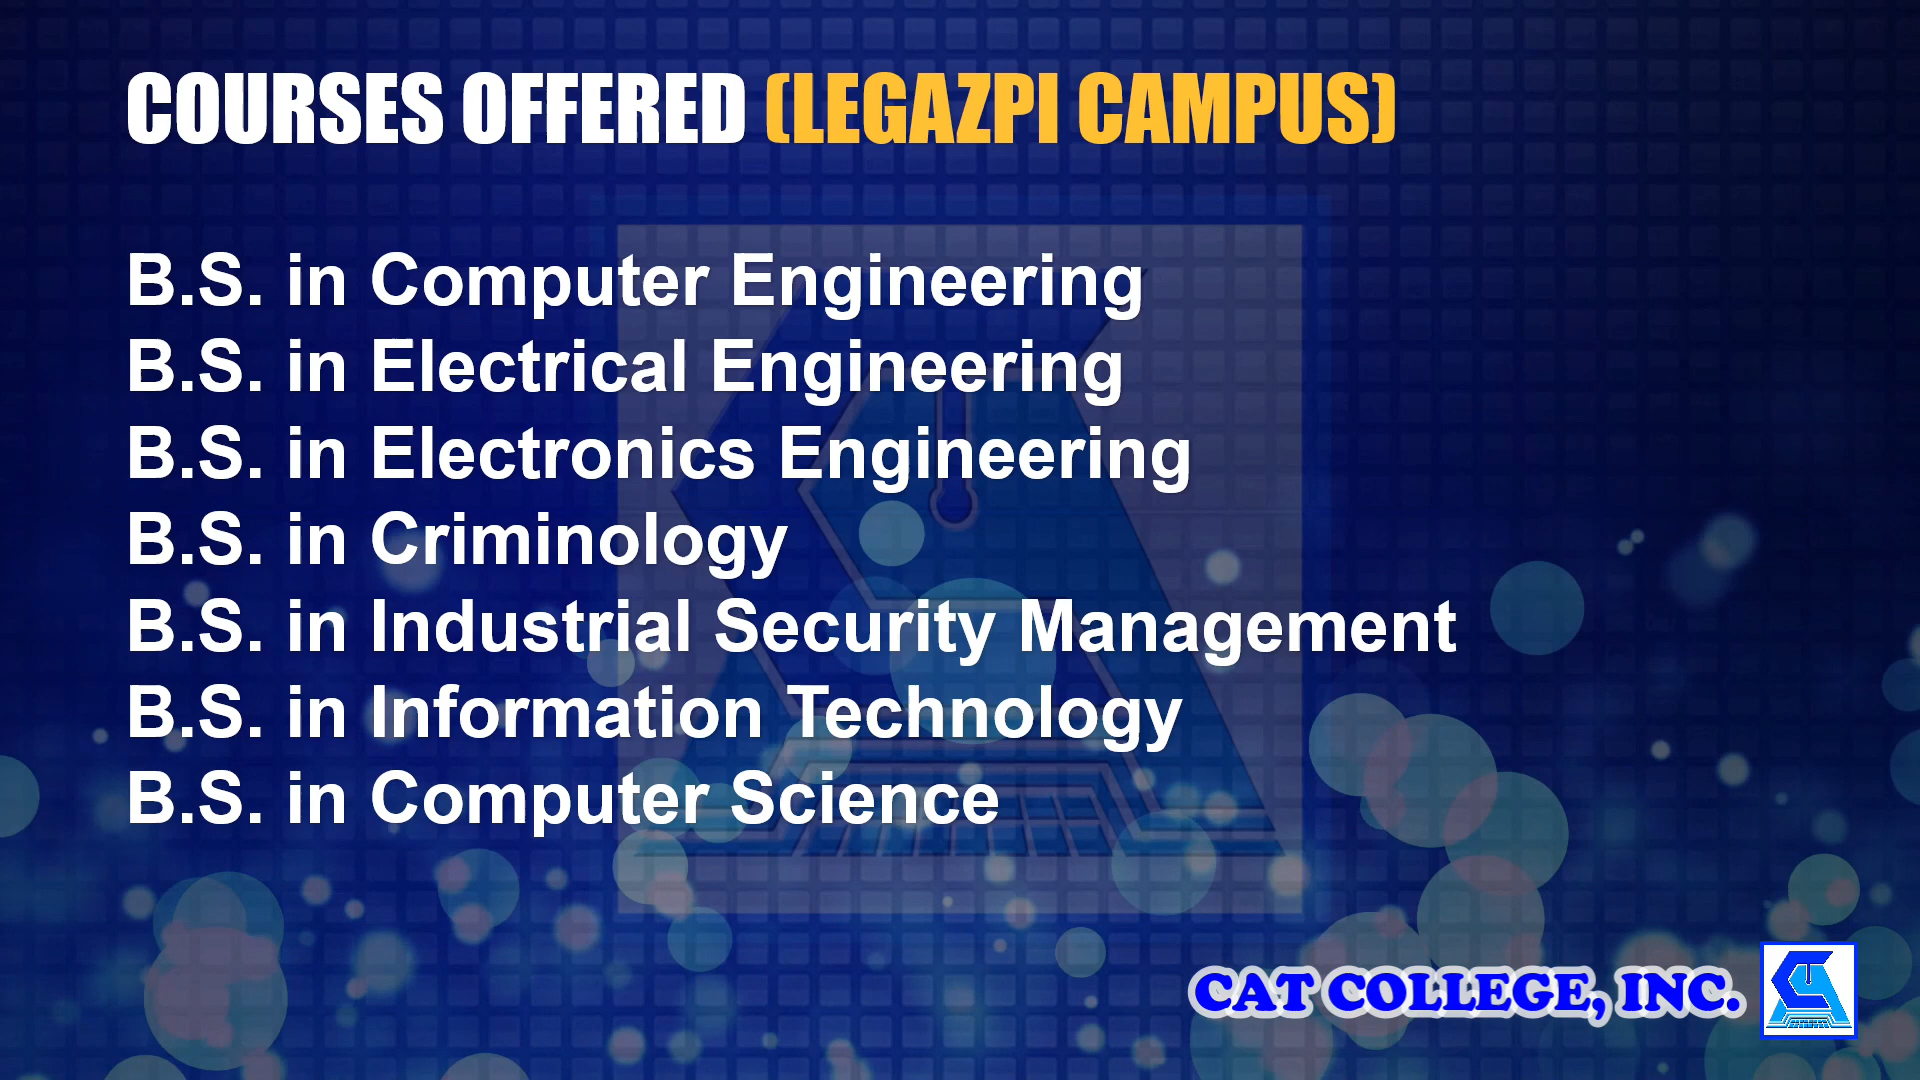 COURSES OFFERED (LEGAZPI CAMPUS)
B.S. in Computer Engineering
B.S. in Electrical Engineering
B.S. in Electronics Engineering
B.S. in Criminology
B.S. in Industrial Security Management
B.S. in Information Technology
B.S. in Computer Science
CAT COLLEGE, INC.